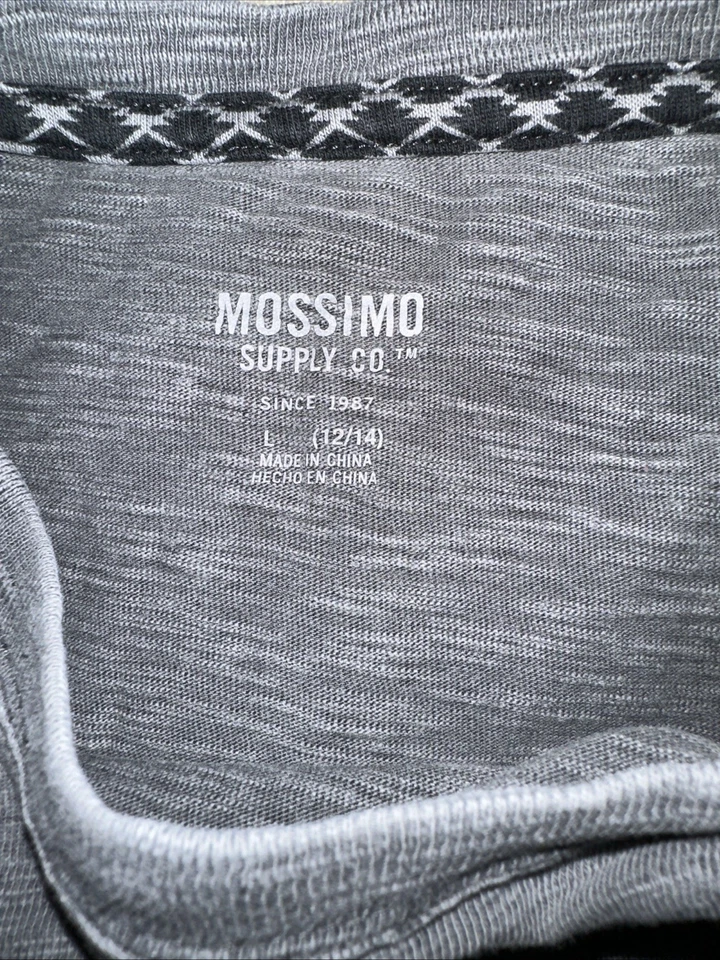 MOSSIMO
SUPPLY CO.™
SINCE 1987
L (12/14)
MADE IN CHINA
HECHO EN CHINA